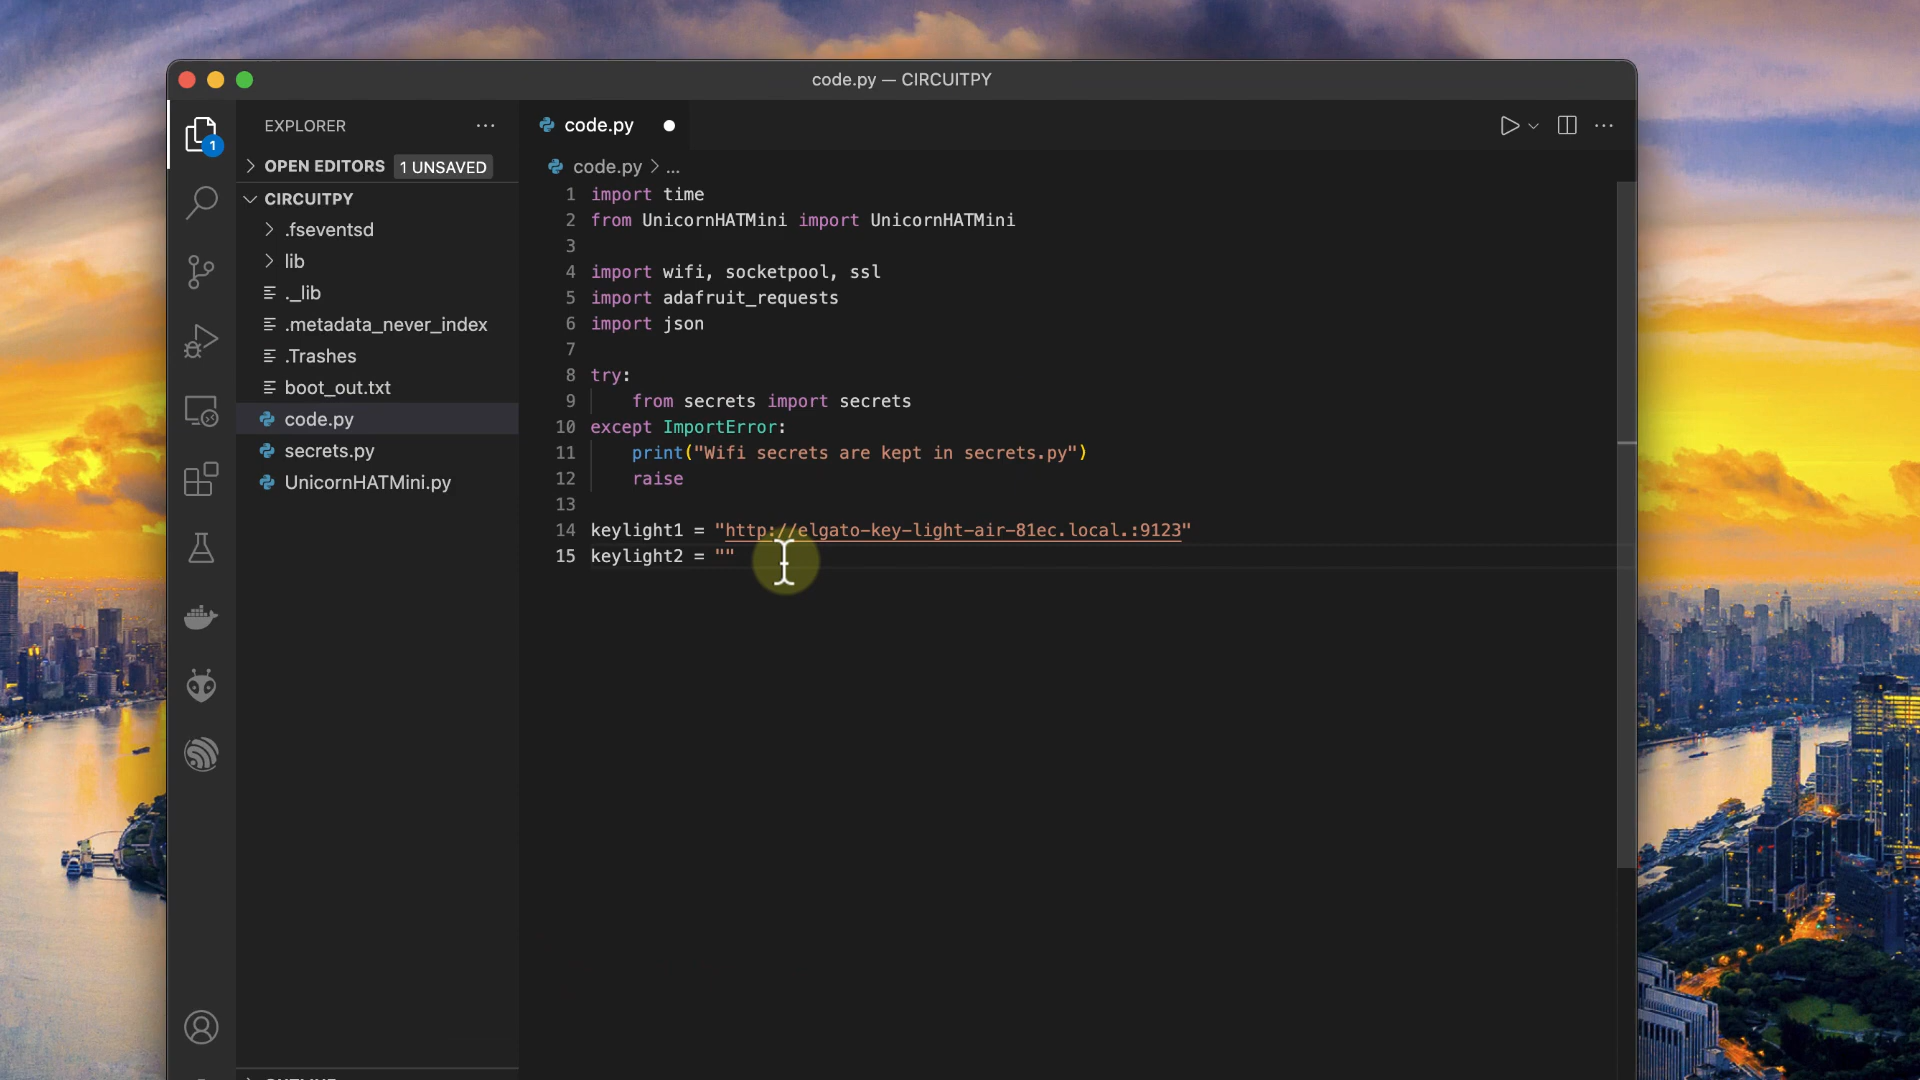 code.py — CIRCUITPY
1
EXPLORER
OPEN EDITORS 1 UNSAVED
CIRCUITPY
.fseventsd
lib
._lib
.metadata_never_index
.Trashes
boot_out.txt
code.py
secrets.py
UnicornHATMini.py
code.py
code.py > ...
1 import time
2 from UnicornHATMini import UnicornHATMini
3
4 import wifi, socketpool, ssl
5 import adafruit_requests
6 import json
7
8 try:
9 from secrets import secrets
10 except ImportError:
11 print("Wifi secrets are kept in secrets.py")
12 raise
13
14 keylight1 = "http://elgato-key-light-air-81ec.local.:9123"
15 keylight2 = ""